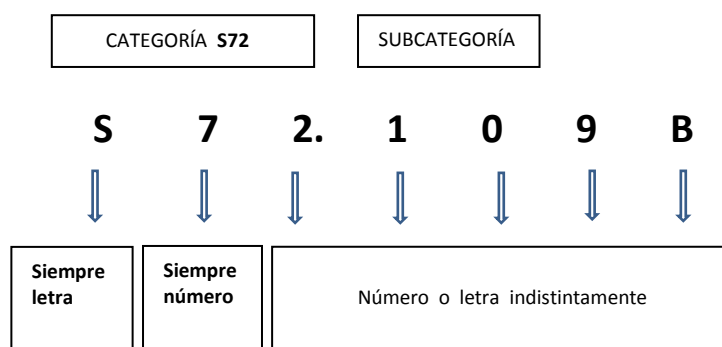 CATEGORÍA S72 SUBCATEGORÍA
S 7 2. 1 0 9 B
Siempre letra
Siempre número
Número o letra indistintamente